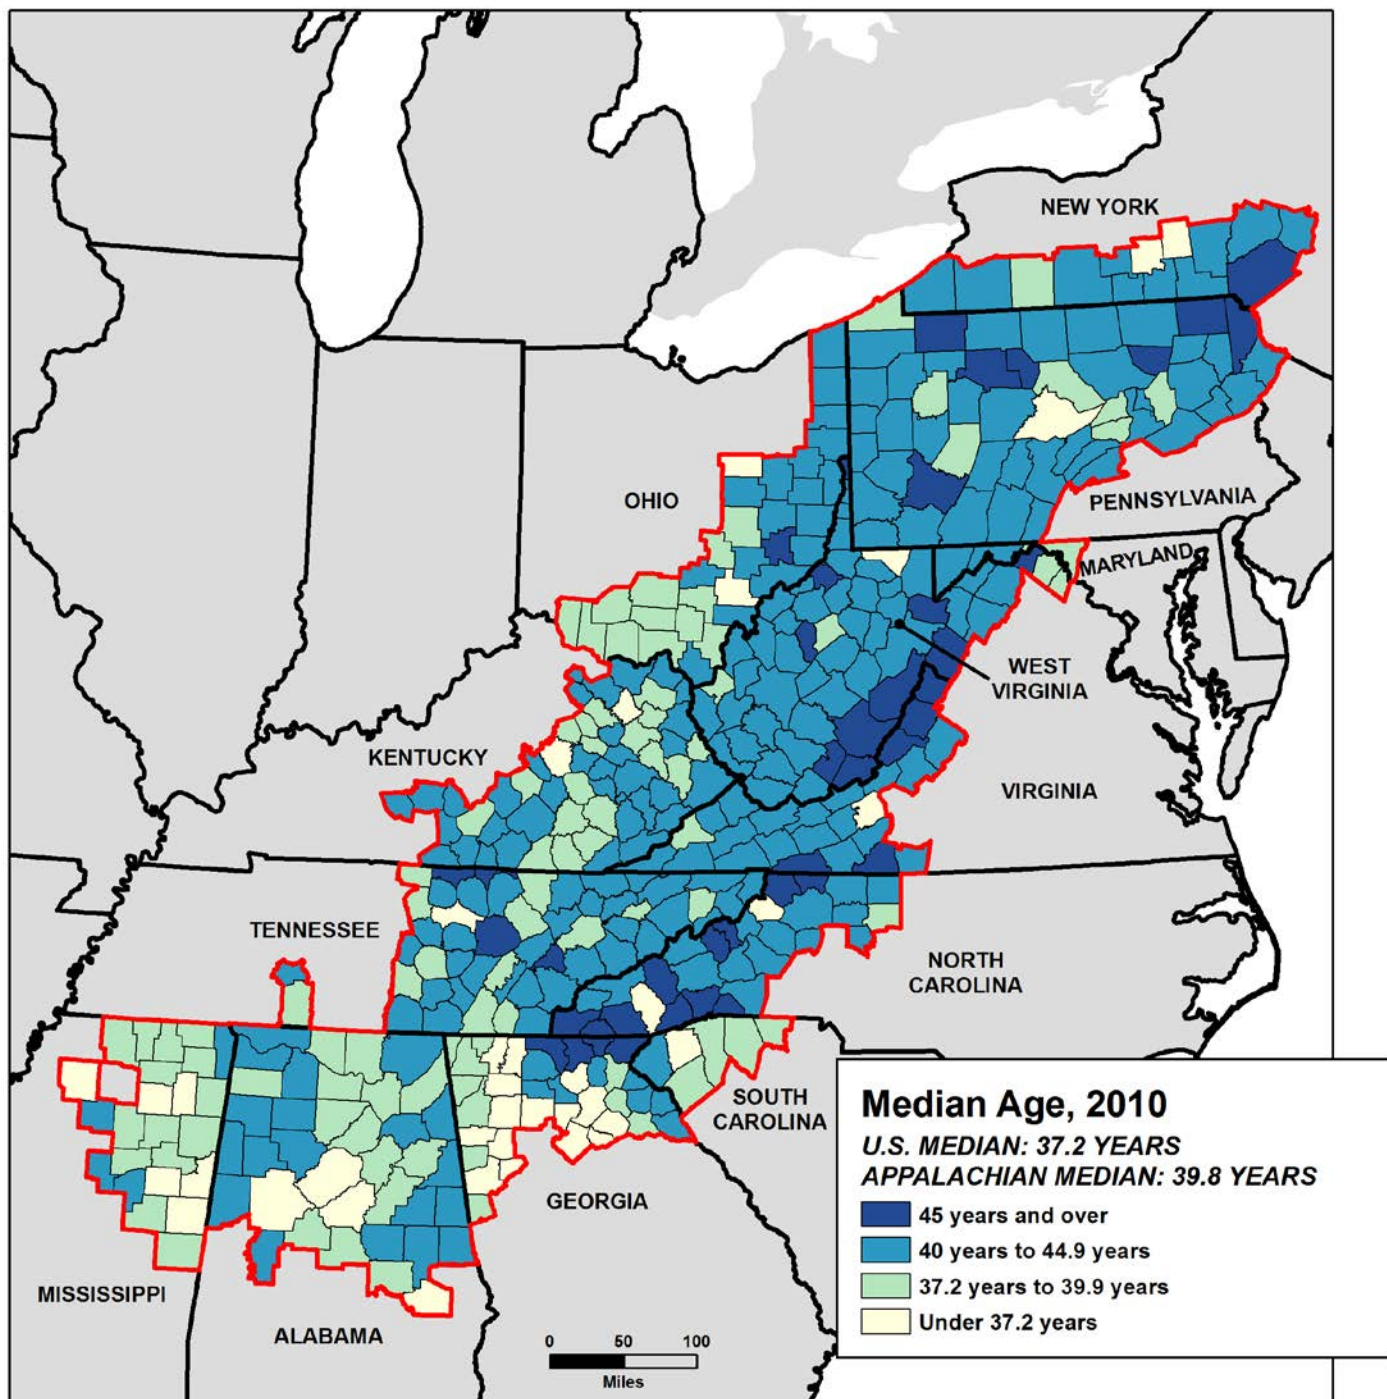 NEW YORK
OHIO
PENNSYLVANIA
MARYLAND
WEST
VIRGINIA
KENTUCKY
VIRGINIA
TENNESSEE
NORTH
CAROLINA
SOUTH
CAROLINA
GEORGIA
MISSISSIPPI
ALABAMA
0 50 100
Miles
Median Age, 2010
U.S. MEDIAN: 37.2 YEARS
APPALACHIAN MEDIAN: 39.8 YEARS
45 years and over
40 years to 44.9 years
37.2 years to 39.9 years
Under 37.2 years